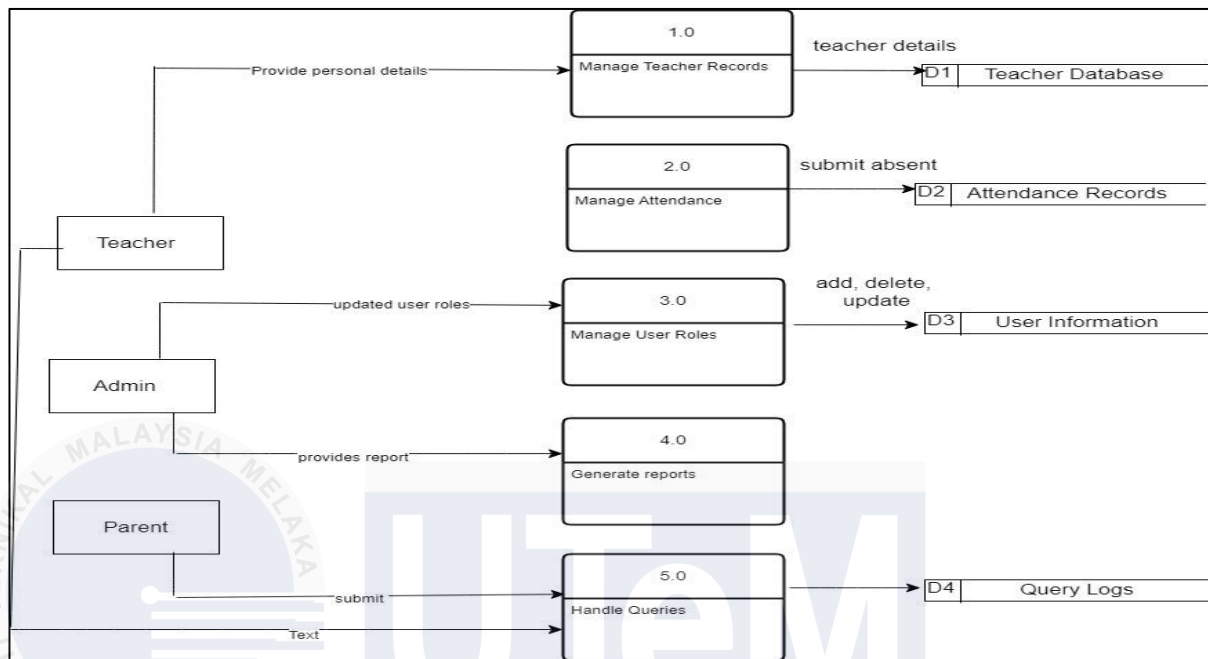 1.0
Manage Teacher Records
teacher details
D1 Teacher Database
Provide personal details
2.0
Manage Attendance
submit absent
D2 Attendance Records
Teacher
updated user roles
3.0
Manage User Roles
add, delete,
update
D3 User Information
Admin
provides report
4.0
Generate reports
Parent
submit
Text
5.0
Handle Queries
D4 Query Logs
MALAYSIA MELAKA
UTeM